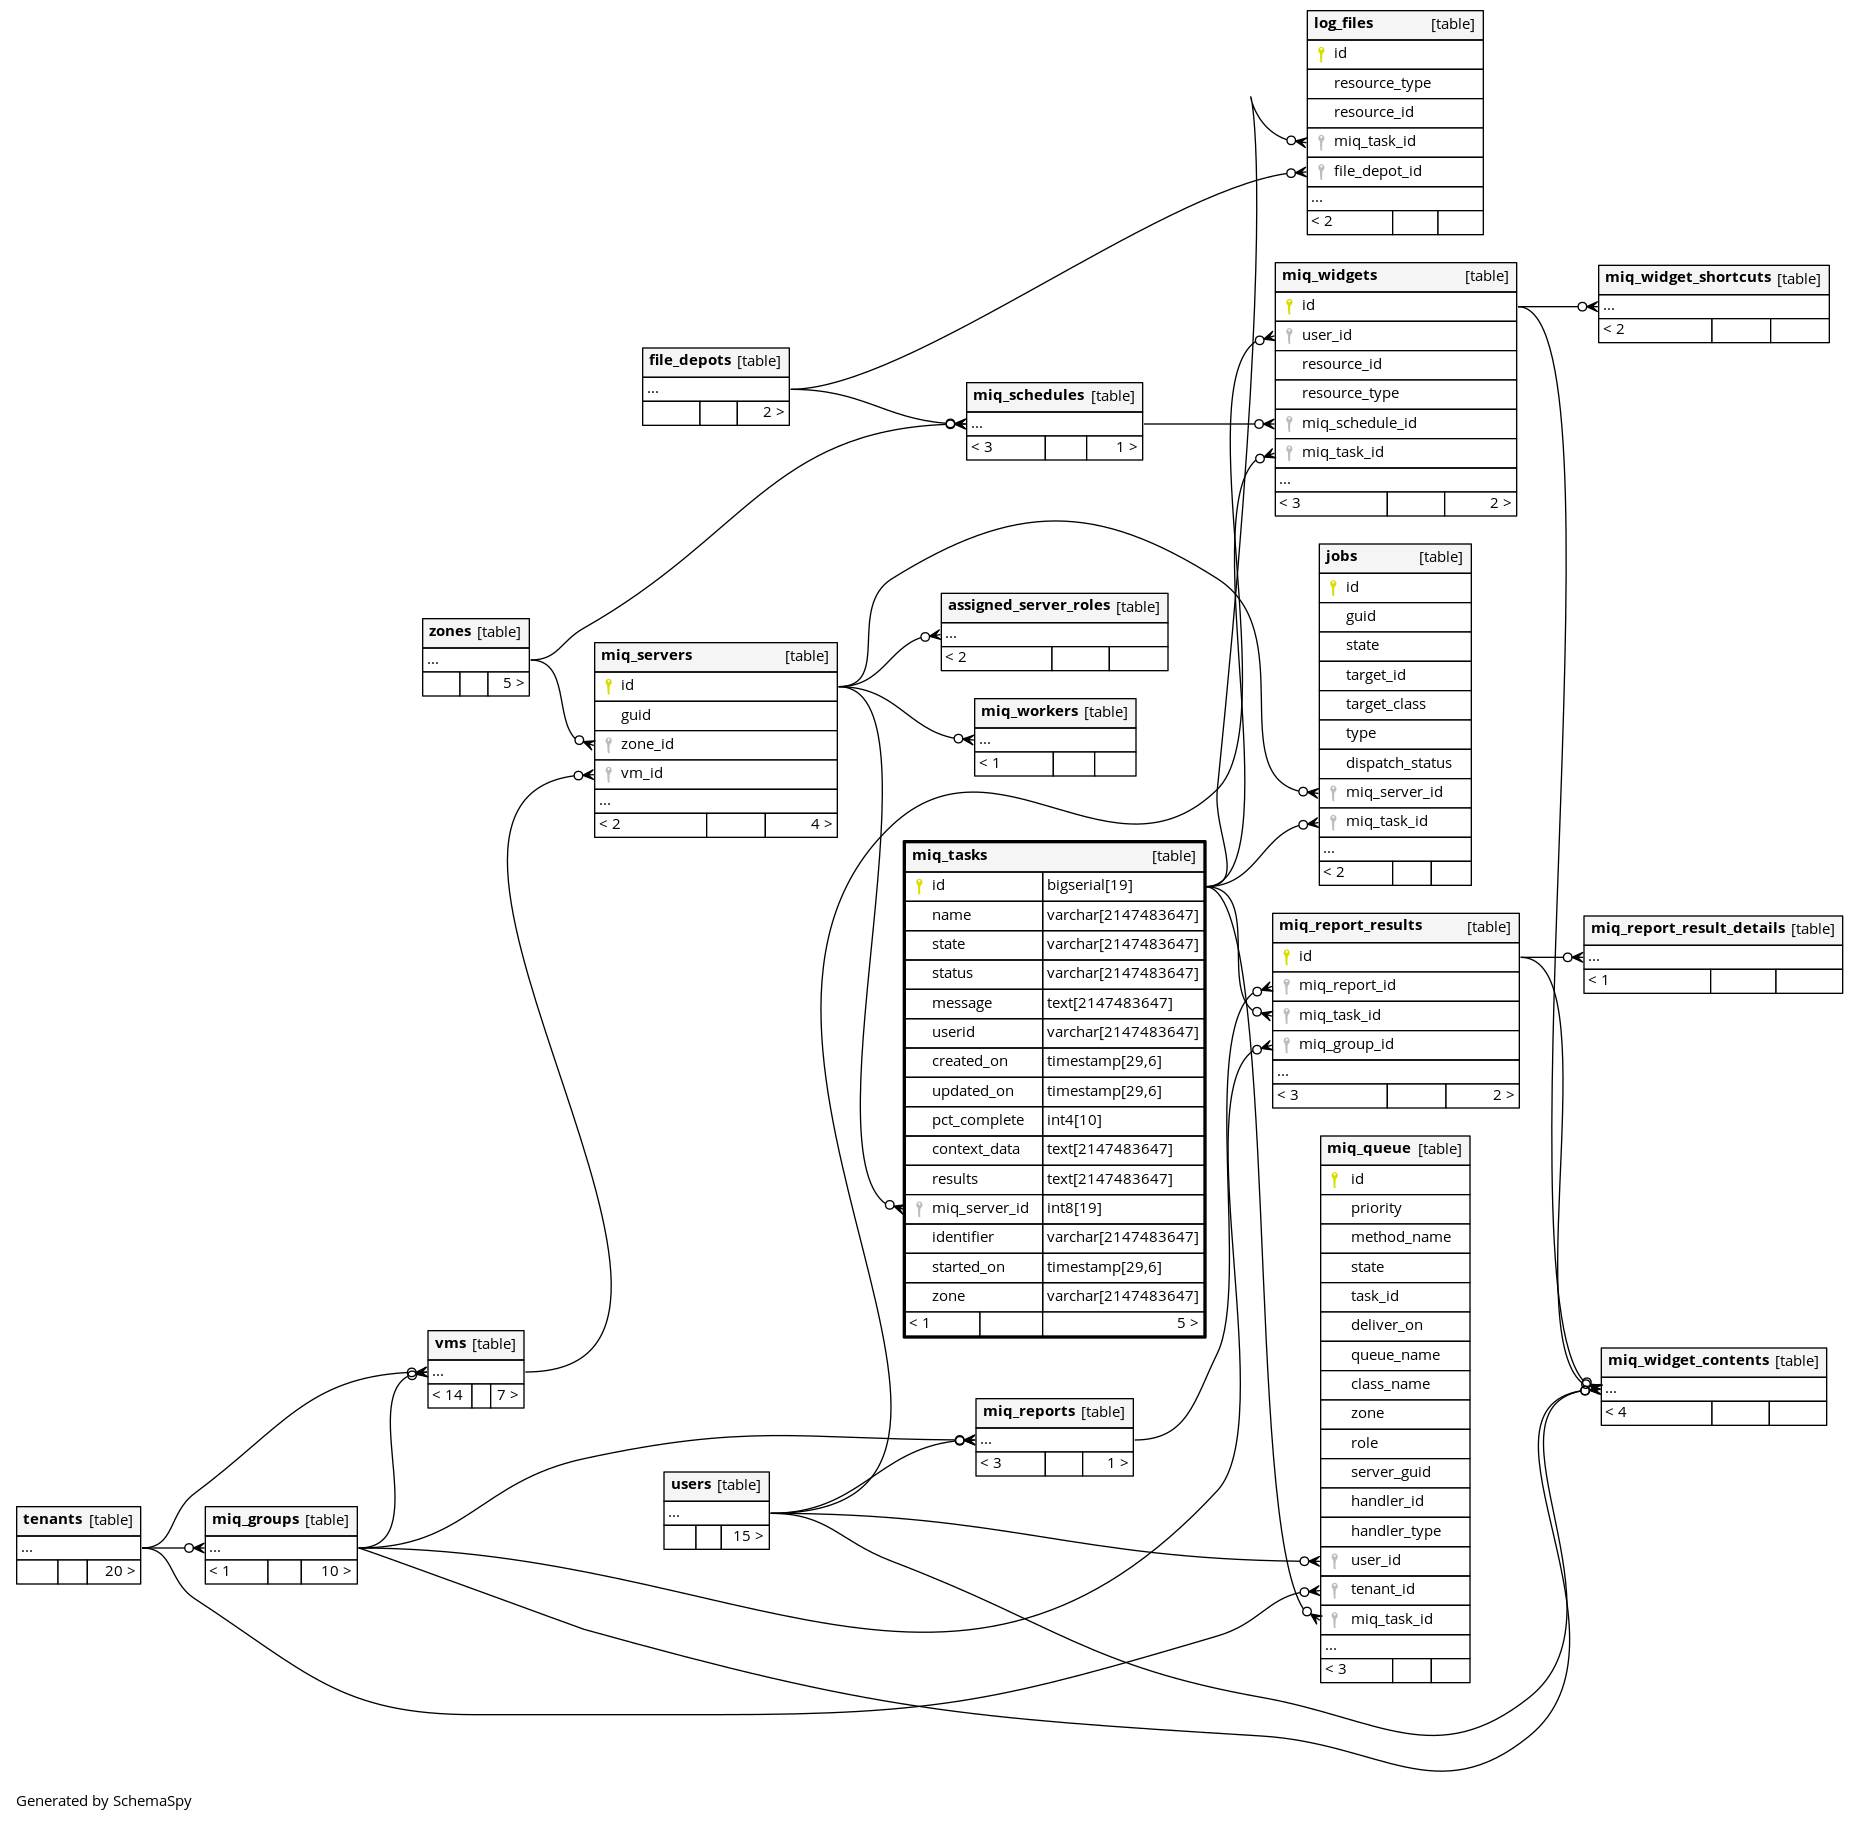 log_files [table]
id
resource_type
resource_id
miq_task_id
file_depot_id
...
< 2
miq_widgets [table]
id
user_id
resource_id
resource_type
miq_schedule_id
miq_task_id
...
< 3 2 >
miq_widget_shortcuts [table]
...
< 2
file_depots [table]
...
2 >
miq_schedules [table]
...
< 3 1 >
jobs [table]
id
guid
state
target_id
target_class
type
dispatch_status
miq_server_id
miq_task_id
...
< 2
assigned_server_roles [table]
...
< 2
zones [table]
...
5 >
miq_servers [table]
id
guid
zone_id
vm_id
...
< 2 4 >
miq_workers [table]
...
< 1
miq_tasks [table]
id bigserial[19]
name varchar[2147483647]
state varchar[2147483647]
status varchar[2147483647]
message text[2147483647]
userid varchar[2147483647]
created_on timestamp[29,6]
updated_on timestamp[29,6]
pct_complete int4[10]
context_data text[2147483647]
results text[2147483647]
miq_server_id int8[19]
identifier varchar[2147483647]
started_on timestamp[29,6]
zone varchar[2147483647]
< 1 5 >
miq_report_results [table]
id
miq_report_id
miq_task_id
miq_group_id
...
< 3 2 >
miq_report_result_details [table]
...
< 1
miq_queue [table]
id
priority
method_name
state
task_id
deliver_on
queue_name
class_name
zone
role
server_guid
handler_id
handler_type
user_id
tenant_id
miq_task_id
...
< 3
vms [table]
...
< 14 7 >
miq_widget_contents [table]
...
< 4
miq_reports [table]
...
< 3 1 >
users [table]
...
15 >
tenants [table]
...
20 >
miq_groups [table]
...
< 1 10 >
Generated by SchemaSpy